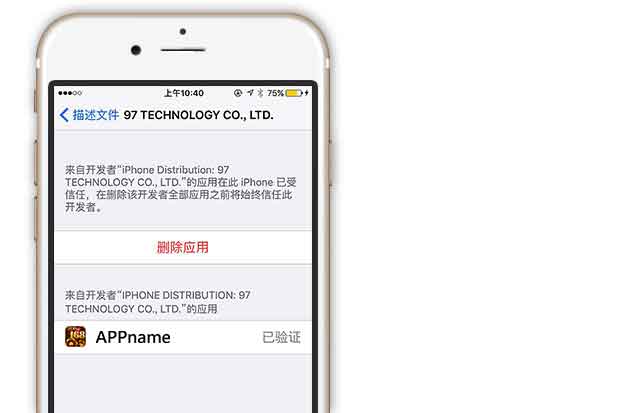 上午10:40 75%
描述文件 97 TECHNOLOGY CO., LTD.
来自开发者“iPhone Distribution: 97
TECHNOLOGY CO., LTD.”的应用在此 iPhone 已受
信任，在删除该开发者全部应用之前将始终信任此
开发者。
删除应用
来自开发者“IPHONE DISTRIBUTION: 97
TECHNOLOGY CO., LTD.”的应用
168
APPname 已验证